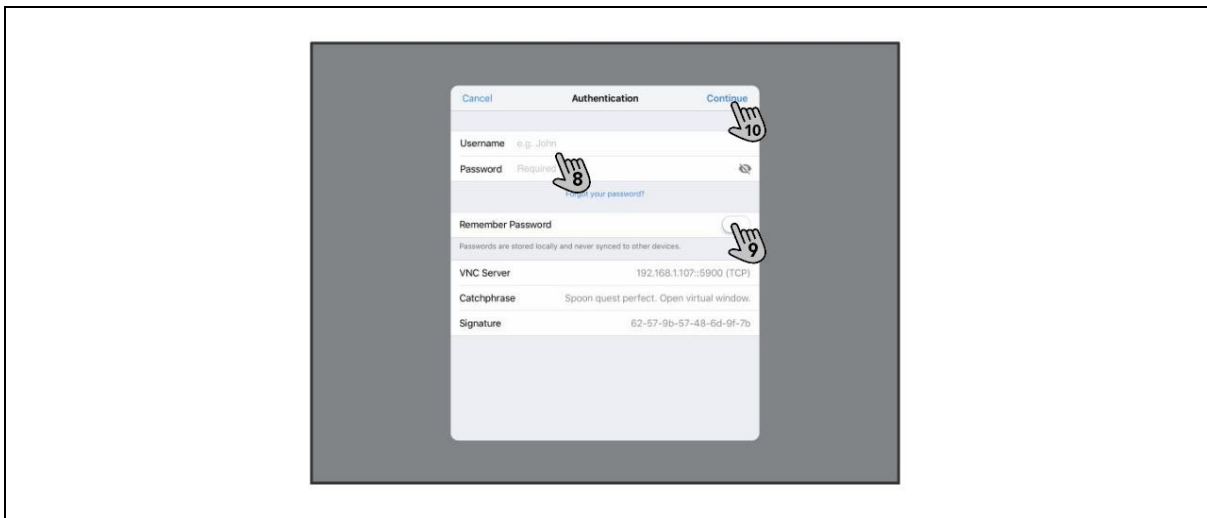 Cancel Authentication Continue
10
Username e.g. John
Password Required
8
Forgot your password?
Remember Password
9
Passwords are stored locally and never synced to other devices.
VNC Server 192.168.1.107::5900 (TCP)
Catchphrase Spoon quest perfect. Open virtual window.
Signature 62-57-9b-57-48-6d-9f-7b